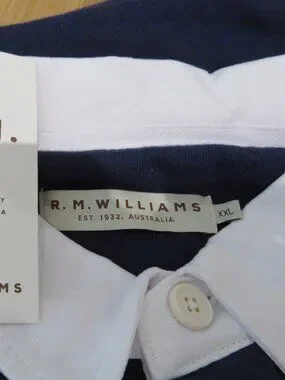 R. M. WILLIAMS
EST. 1932, AUSTRALIA
XXL
M S